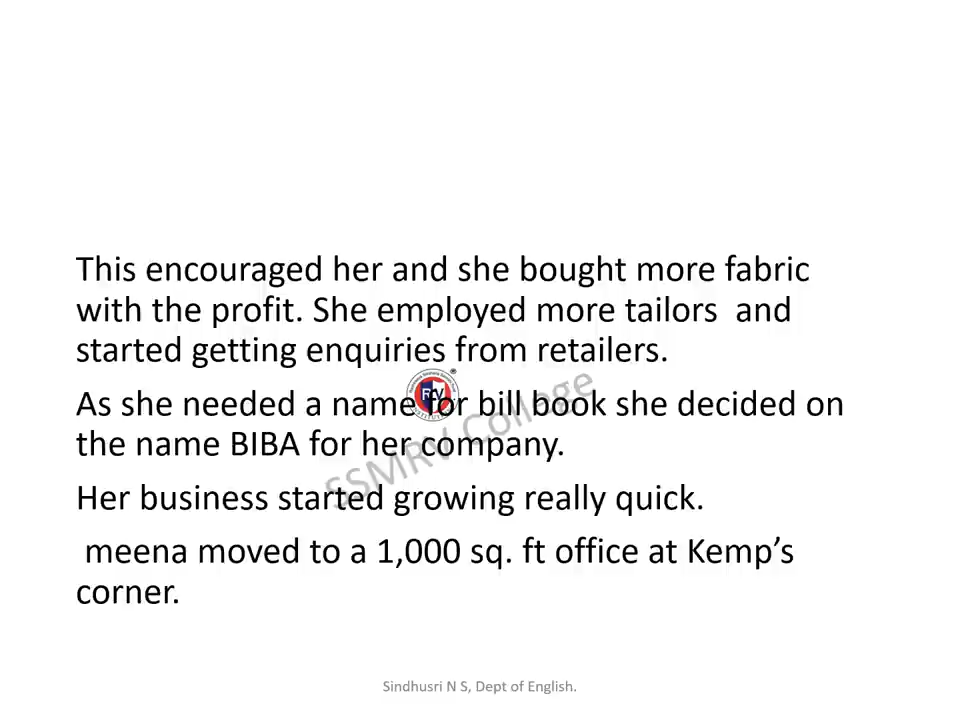 This encouraged her and she bought more fabric
with the profit. She employed more tailors  and
started getting enquiries from retailers.
As she needed a name for bill book she decided on
the name BIBA for her company.
Her business started growing really quick.
meena moved to a 1,000 sq. ft office at Kemp’s
corner.
SSMRV College
RV
Sindhusri N S, Dept of English.